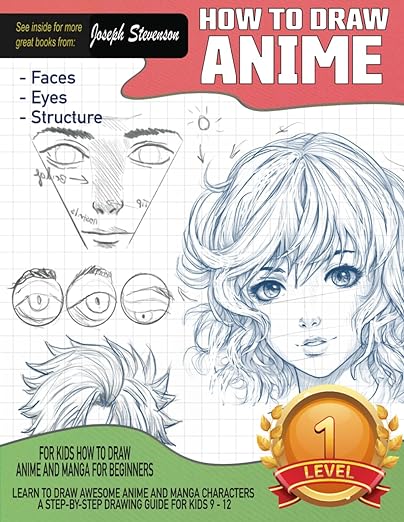 See inside for more
great books from:
Joseph Stevenson
HOW TO DRAW
ANIME
- Faces
- Eyes
- Structure
Bridge
Tip
FOR KIDS HOW TO DRAW
ANIME AND MANGA FOR BEGINNERS
LEARN TO DRAW AWESOME ANIME AND MANGA CHARACTERS
A STEP-BY-STEP DRAWING GUIDE FOR KIDS 9 - 12
1
LEVEL